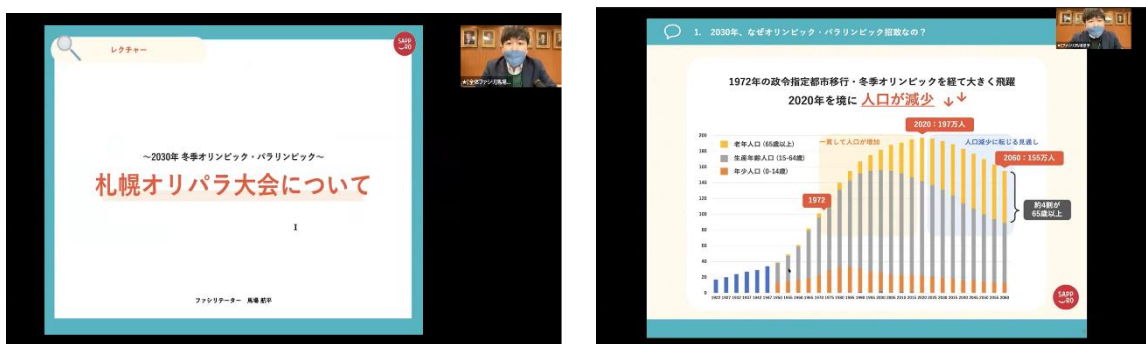 レクチャー
SAPP
RO
~2030年 冬季オリンピック・パラリンピック~
札幌オリパラ大会について
ファシリテーター 馬場 航平
1. 2030年、なぜオリンピック・パラリンピック招致なの？
1972年の政令指定都市移行・冬季オリンピックを経て大きく飛躍
2020年を境に 人口が減少 ↓↓
2020：197万人
老年人口 (65歳以上)
一貫して人口が増加
人口減少に転じる見通し
生産年齢人口 (15-64歳)
2060：155万人
年少人口 (0-14歳)
1972
約4割が
65歳以上
200
180
160
140
120
100
80
60
40
20
0
SAPP
RO